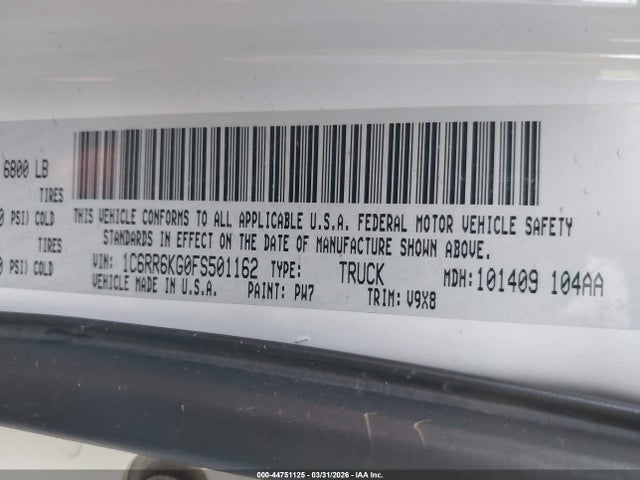 6800 LB
TIRES
PSI) COLD
THIS VEHICLE CONFORMS TO ALL APPLICABLE U.S.A. FEDERAL MOTOR VEHICLE SAFETY
TIRES
STANDARDS IN EFFECT ON THE DATE OF MANUFACTURE SHOWN ABOVE.
PSI) COLD
VIN: 1C6RR6KG0FS501162 TYPE: TRUCK MDH:101409 104AA
VEHICLE MADE IN U.S.A. PAINT: PW7 TRIM: V9X8
000-44751125 - 03/31/2026 - IAA Inc.